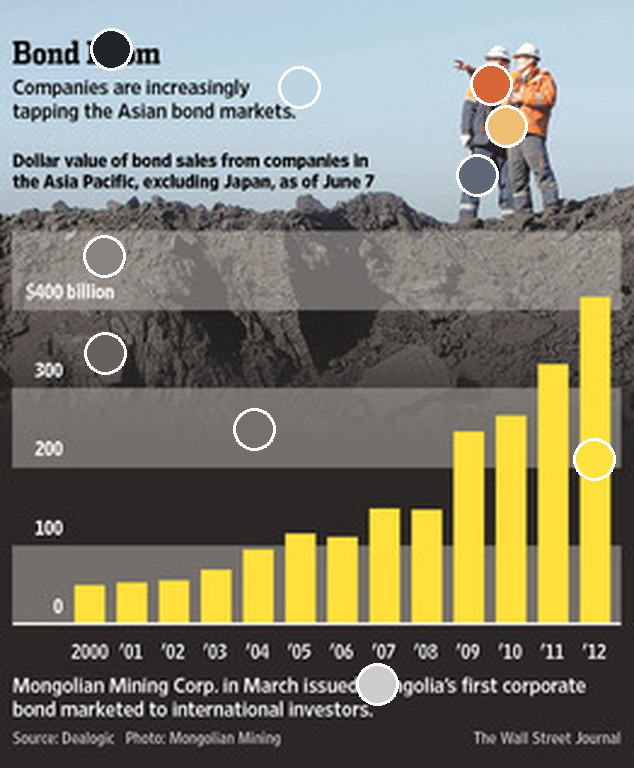 Bond
Companies are increasingly
tapping the Asian bond markets.
Dollar value of bond sales from companies in
the Asia Pacific, excluding Japan, as of June 7
$400 billion
300
200
100
0
2000 '01 '02 '03 '04 '05 '06 '07 '08 '09 '10 '11 '12
Mongolian Mining Corp. in March issued first corporate
bond marketed to international investors.
Source: Dealogic Photo: Mongolian Mining The Wall Street Journal